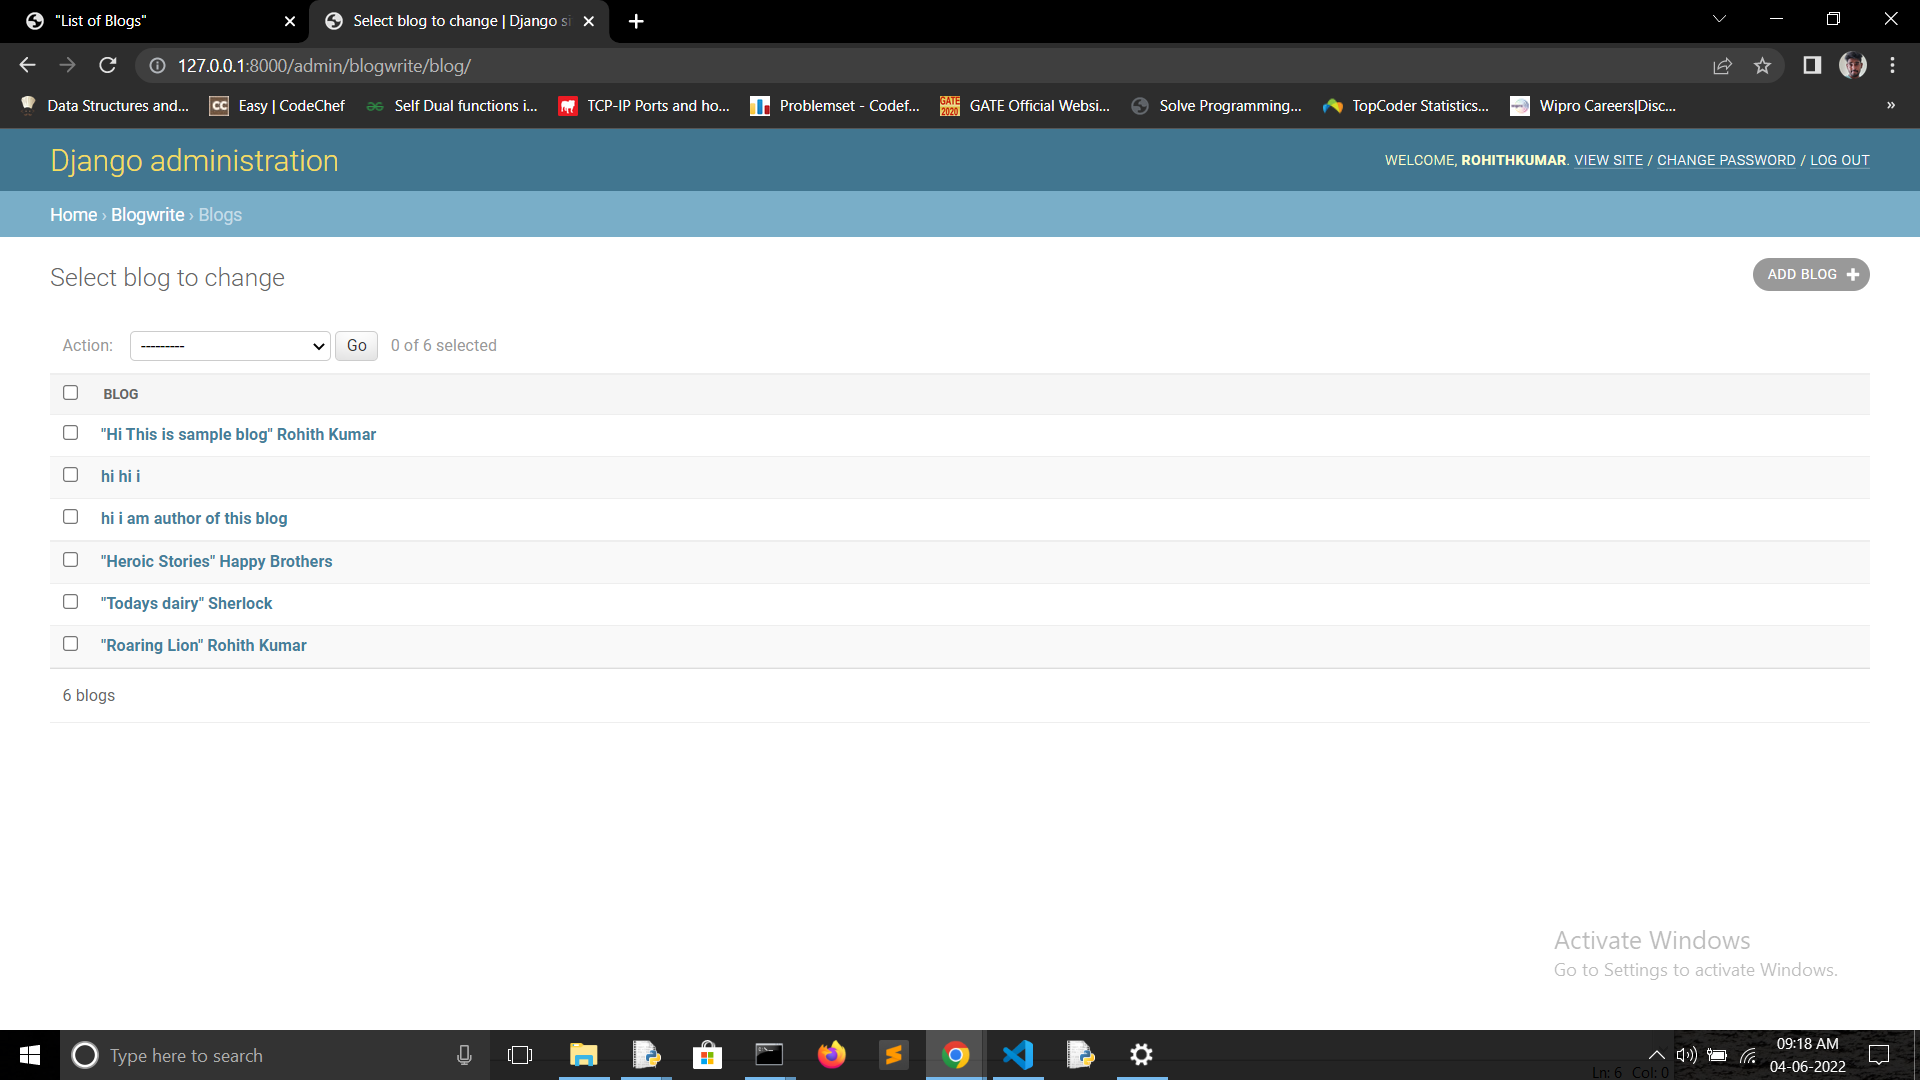 "List of Blogs"
Select blog to change | Django si
127.0.0.1:8000/admin/blogwrite/blog/
Data Structures and...
CC Easy | CodeChef
Self Dual functions i...
TCP-IP Ports and ho...
Problemset - Codef...
GATE 2020 GATE Official Websi...
Solve Programming...
TopCoder Statistics...
Wipro Careers|Disc...
»
Django administration
WELCOME, ROHITHKUMAR. VIEW SITE / CHANGE PASSWORD / LOG OUT
Home › Blogwrite › Blogs
Select blog to change
ADD BLOG +
Action: --------- Go 0 of 6 selected
BLOG
"Hi This is sample blog" Rohith Kumar
hi hi i
hi i am author of this blog
"Heroic Stories" Happy Brothers
"Todays dairy" Sherlock
"Roaring Lion" Rohith Kumar
6 blogs
Activate Windows
Go to Settings to activate Windows.
Type here to search
09:18 AM
Ln: 6 Col: 0
04-06-2022